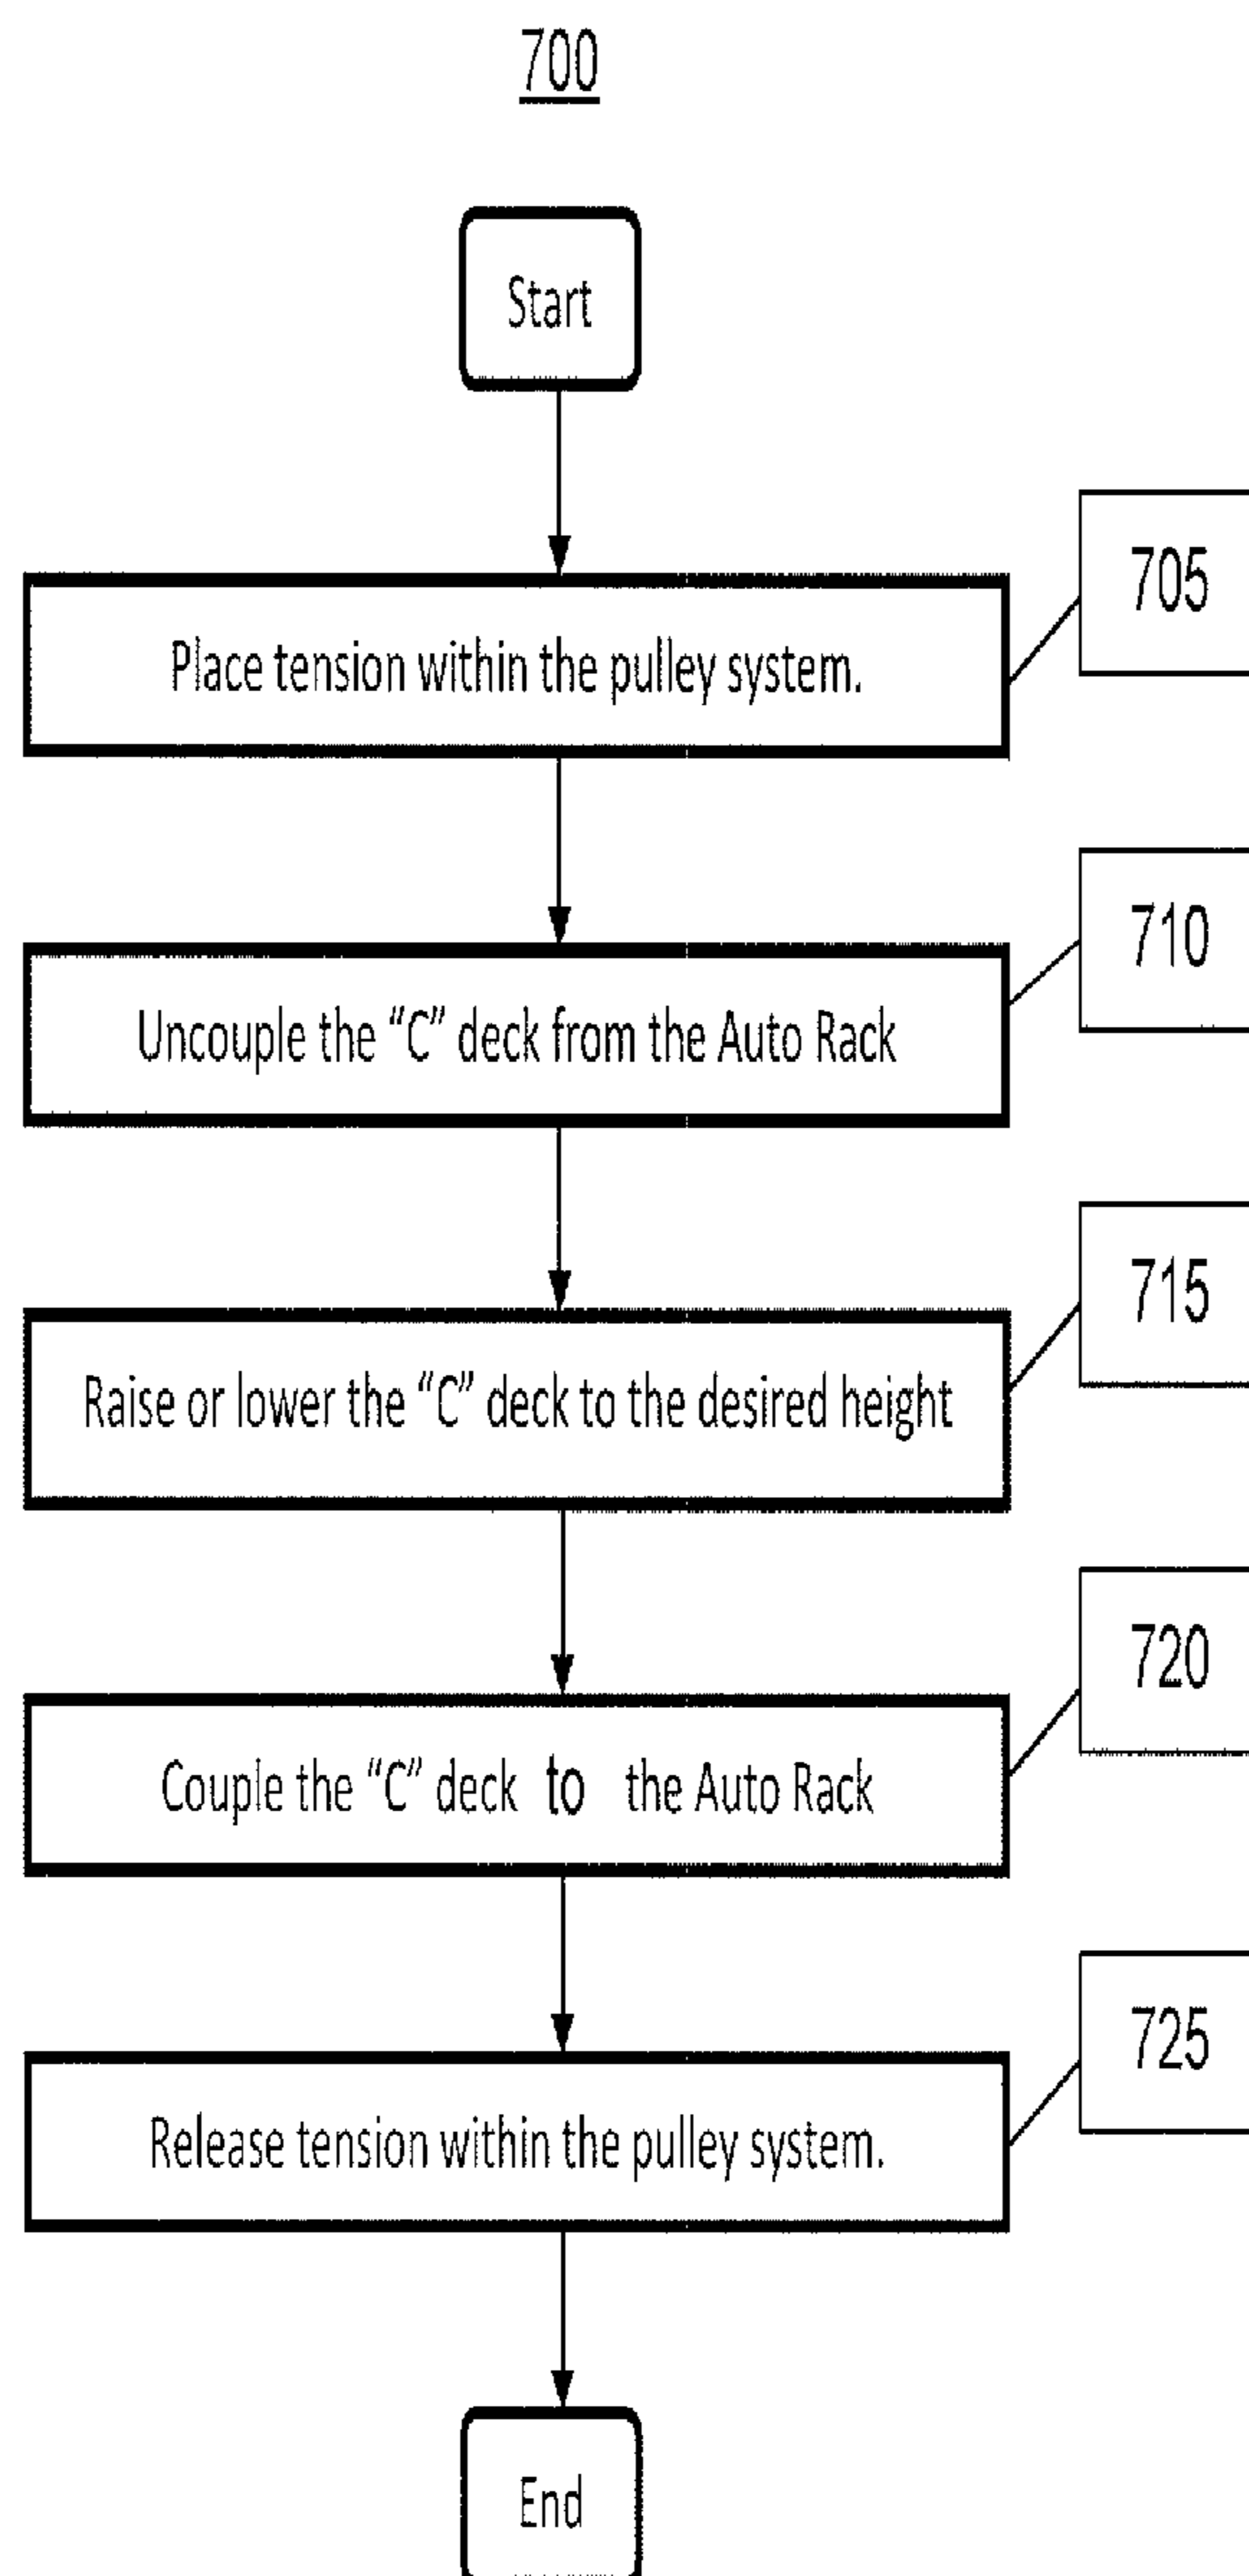 700
Start
705
Place tension within the pulley system.
710
Uncouple the “C” deck from the Auto Rack
715
Raise or lower the “C” deck to the desired height
720
Couple the “C” deck to the Auto Rack
725
Release tension within the pulley system.
End